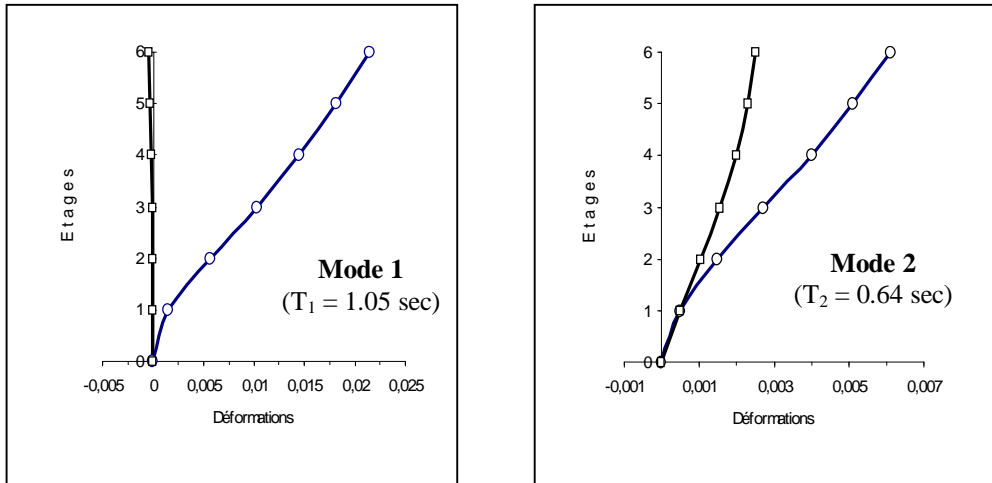 6
5
4
3
2
1
0
E t a g e s
Mode 1
(T1 = 1.05 sec)
-0,005 0 0,005 0,01 0,015 0,02 0,025
Déformations
6
5
4
3
2
1
0
E t a g e s
Mode 2
(T2 = 0.64 sec)
-0,001 0,001 0,003 0,005 0,007
Déformations